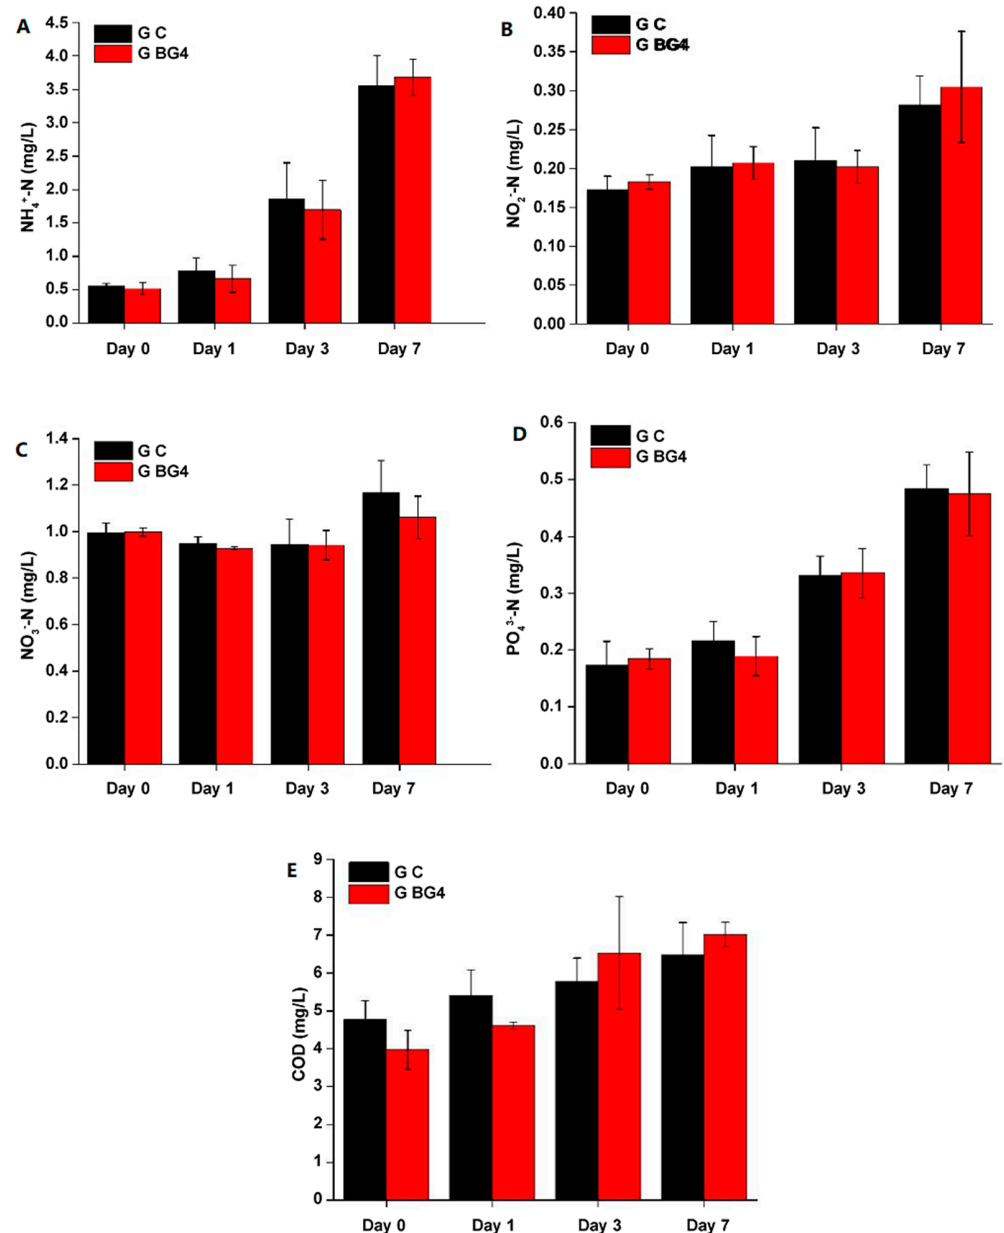 A
G C
G BG4
NH₄⁺-N (mg/L)
4.5
4.0
3.5
3.0
2.5
2.0
1.5
1.0
0.5
0.0
Day 0 Day 1 Day 3 Day 7
B
G C
G BG4
NO₂⁻-N (mg/L)
0.40
0.35
0.30
0.25
0.20
0.15
0.10
0.05
0.00
Day 0 Day 1 Day 3 Day 7
C
G C
G BG4
NO₃⁻-N (mg/L)
1.4
1.2
1.0
0.8
0.6
0.4
0.2
0.0
Day 0 Day 1 Day 3 Day 7
D
G C
G BG4
PO₄³⁻-N (mg/L)
0.6
0.5
0.4
0.3
0.2
0.1
0.0
Day 0 Day 1 Day 3 Day 7
E
G C
G BG4
COD (mg/L)
9
8
7
6
5
4
3
2
1
0
Day 0 Day 1 Day 3 Day 7